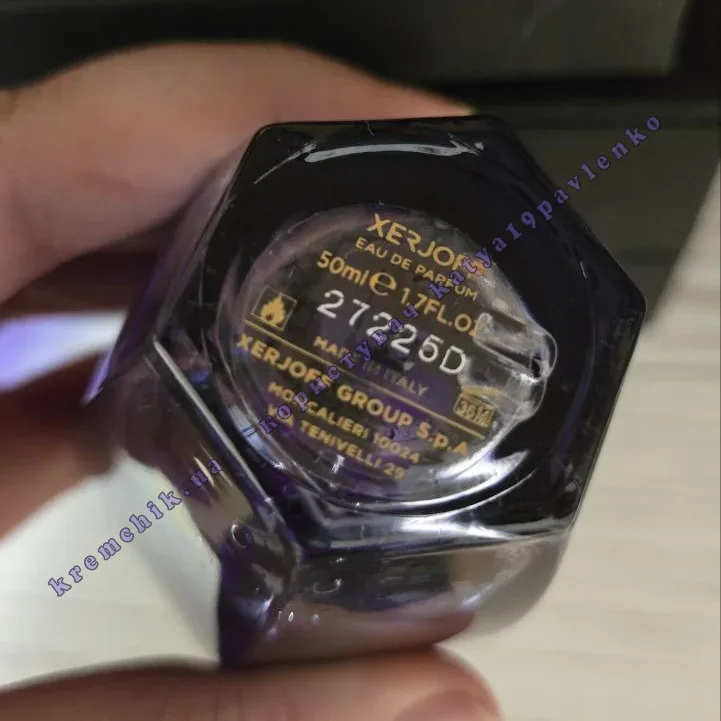 XERJOFF
EAU DE PARFUM
50ml e 1.7FL.OZ
27225D
MADE IN ITALY
36M
XERJOFF GROUP S.p.A.
MONCALIERI 10024
VIA TENIVELLI 29
kremchik.ua - користувач katya19pavlenko